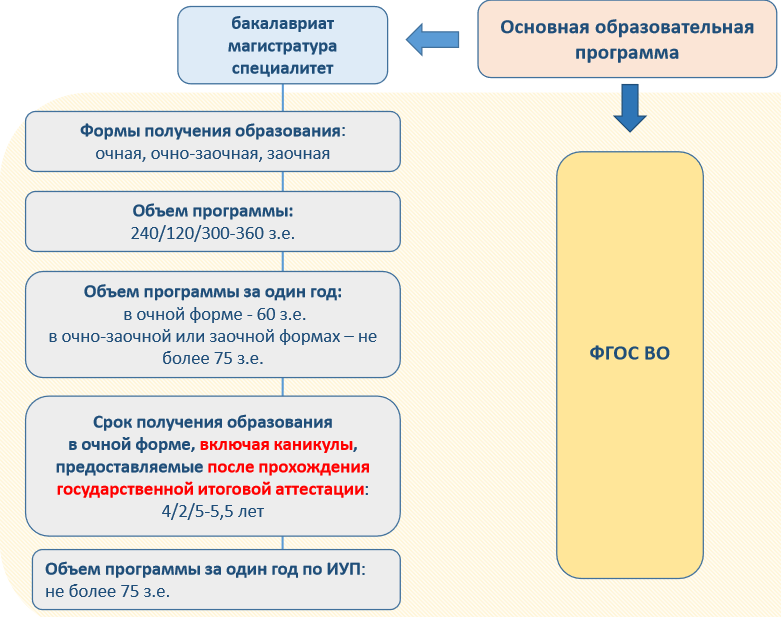 бакалавриат
магистратура
специалитет
Основная образовательная
программа
Формы получения образования:
очная, очно-заочная, заочная
Объем программы:
240/120/300-360 з.е.
Объем программы за один год:
в очной форме - 60 з.е.
в очно-заочной или заочной формах – не
более 75 з.е.
Срок получения образования
в очной форме, включая каникулы,
предоставляемые после прохождения
государственной итоговой аттестации:
4/2/5-5,5 лет
Объем программы за один год по ИУП:
не более 75 з.е.
ФГОС ВО